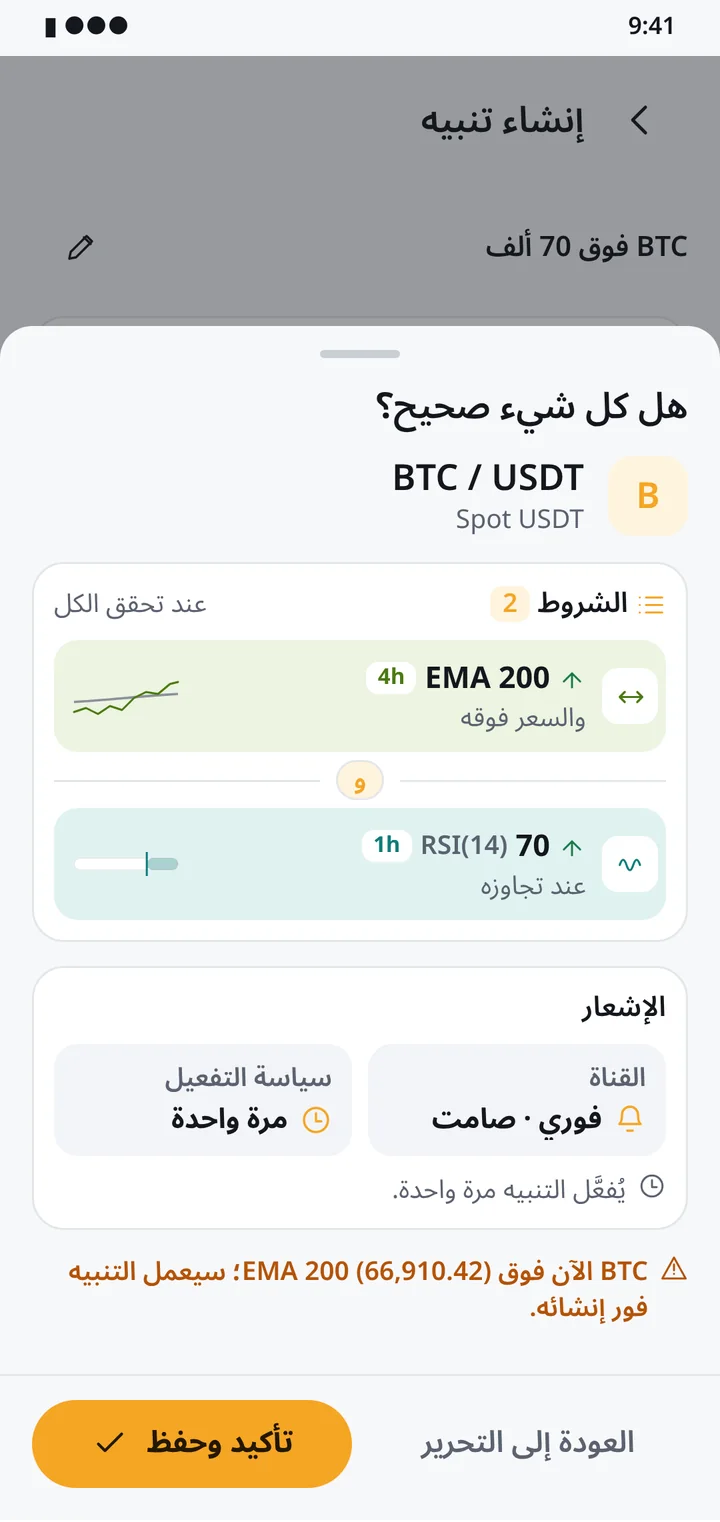 9:41
إنشاء تنبيه
BTC فوق 70 ألف
هل كل شيء صحيح؟
B
BTC / USDT
Spot USDT
الشروط 2
عند تحقق الكل
↑ EMA 200 4h
والسعر فوقه
و
↑ 70 RSI(14) 1h
عند تجاوزه
الإشعار
القناة
فوري · صامت
سياسة التفعيل
مرة واحدة
يُفعَّل التنبيه مرة واحدة.
BTC الآن فوق EMA 200 (66,910.42)؛ سيعمل التنبيه
فور إنشائه.
العودة إلى التحرير
تأكيد وحفظ